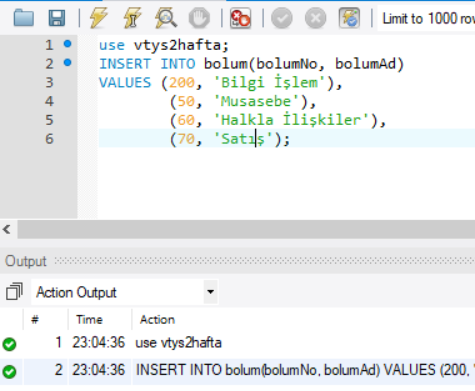 Limit to 1000 rov
1 use vtys2hafta;
2 INSERT INTO bolum(bolumNo, bolumAd)
3 VALUES (200, 'Bilgi İşlem'),
4 (50, 'Musasebe'),
5 (60, 'Halkla İlişkiler'),
6 (70, 'Satış');
Output
Action Output
# Time Action
1 23:04:36 use vtys2hafta
2 23:04:36 INSERT INTO bolum(bolumNo, bolumAd) VALUES (200, '